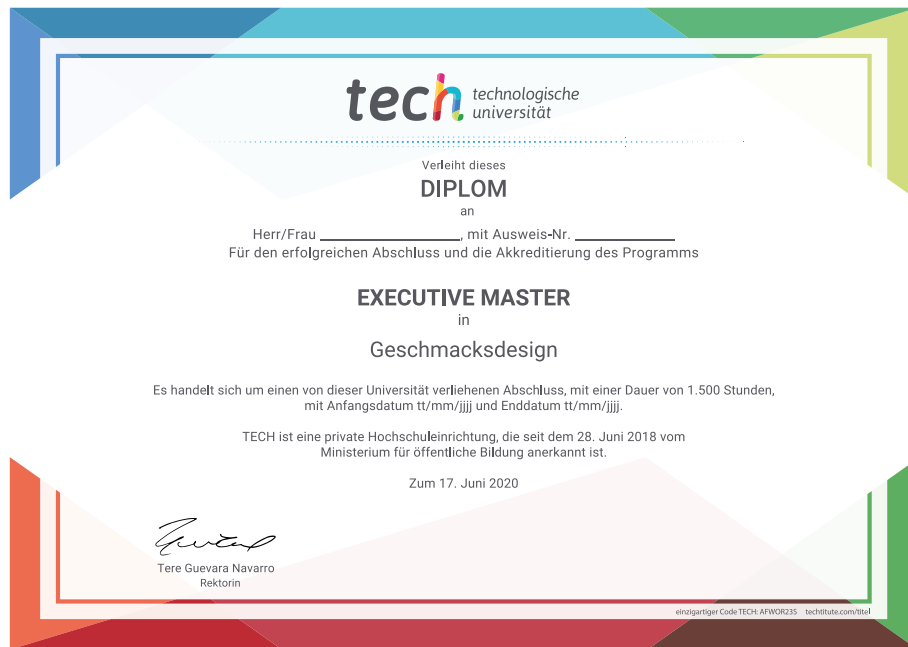 tech technologische
universität
Verleiht dieses
DIPLOM
an
Herr/Frau ________________, mit Ausweis-Nr. ____________
Für den erfolgreichen Abschluss und die Akkreditierung des Programms
EXECUTIVE MASTER
in
Geschmacksdesign
Es handelt sich um einen von dieser Universität verliehenen Abschluss, mit einer Dauer von 1.500 Stunden,
mit Anfangsdatum tt/mm/jjjj und Enddatum tt/mm/jjjj.
TECH ist eine private Hochschuleinrichtung, die seit dem 28. Juni 2018 vom
Ministerium für öffentliche Bildung anerkannt ist.
Zum 17. Juni 2020
Tere Guevara Navarro
Rektorin
einzigartiger Code TECH: AFWOR235 techtitute.com/titel